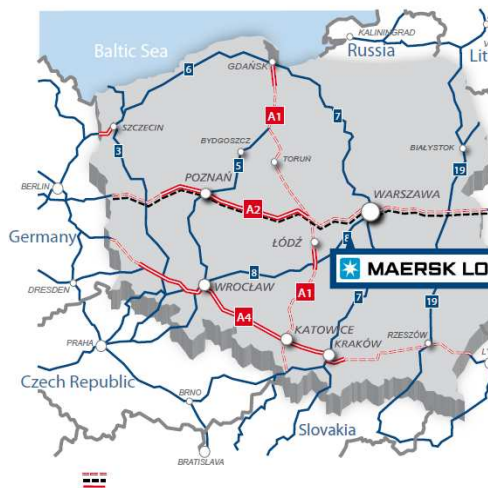 KALININGRAD
Russia
Lit
Baltic Sea
GDAŃSK
6
7
A1
SZCZECIN
BYDGOSZCZ
BIAŁYSTOK
3
5
TORUŃ
19
POZNAŃ
BERLIN
WARSZAWA
A2
Germany
ŁÓDŹ
8
MAERSK LO
WROCŁAW
DRESDEN
A1
7
19
A4
KATOWICE
PRAHA
KRAKÓW
RZESZÓW
Czech Republic
BRNO
Slovakia
BRATISLAVA